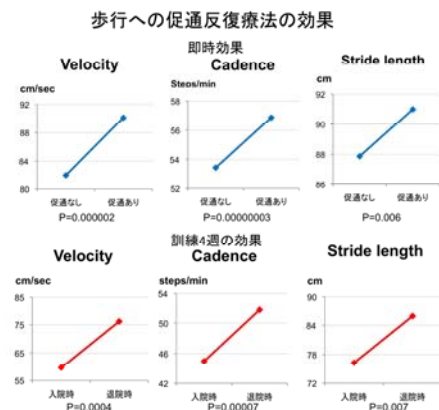 歩行への促通反復療法の効果
即時効果
Velocity Cadence Stride length
cm/sec Steps/min cm
92 58 92
88 56 90
84 54 88
80 52 86
促通なし 促通あり 促通なし 促通あり 促通なし 促通あり
P=0.000002 P=0.00000003 P=0.006
訓練4週の効果
Velocity Cadence Stride length
cm/sec steps/min cm
85 54 90
75 50 84
65 46 78
55 42 72
入院時 退院時 入院時 退院時 入院時 退院時
P=0.0004 P=0.00007 P=0.007